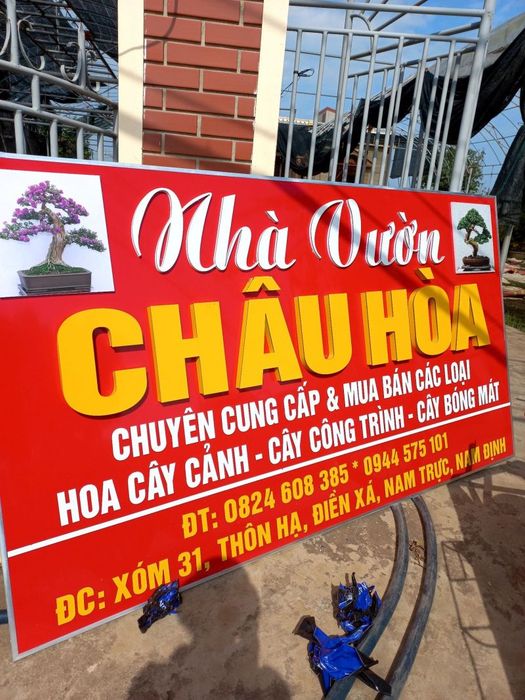 Nhà Vườn
CHÂU HÒA
CHUYÊN CUNG CẤP & MUA BÁN CÁC LOẠI
HOA CÂY CẢNH - CÂY CÔNG TRÌNH - CÂY BÓNG MÁT
ĐT: 0824 608 385 * 0944 575 101
ĐC: XÓM 31, THÔN HẠ, ĐIỀN XÁ, NAM TRỰC, NAM ĐỊNH